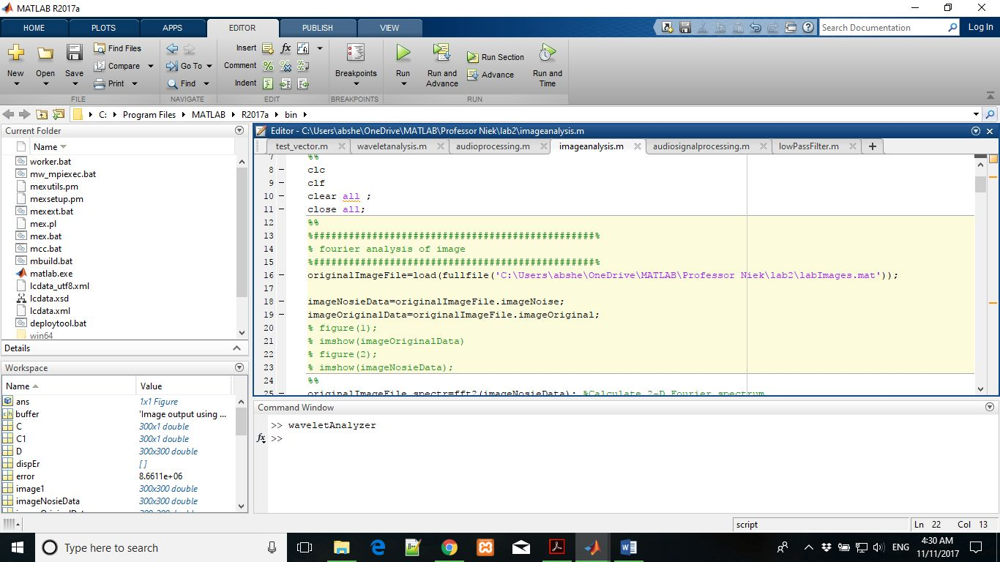 MATLAB R2017a
HOME PLOTS APPS EDITOR PUBLISH VIEW
Search Documentation Log In
New Open Save Find Files Compare Print
Go To Find
Insert fx
Comment
Indent
Breakpoints
Run Run and Advance Run Section Advance Run and Time
FILE NAVIGATE EDIT BREAKPOINTS RUN
C: Program Files MATLAB R2017a bin
Current Folder
Name
worker.bat
mw_mpiexec.bat
mexutils.pm
mexsetup.pm
mexext.bat
mex.pl
mex.bat
mcc.bat
mbuild.bat
matlab.exe
lcdata_utf8.xml
lcdata.xsd
lcdata.xml
deploytool.bat
win64
Details
Workspace
Name Value
ans 1x1 Figure
buffer 'Image output using ...
C 300x1 double
C1 300x1 double
D 300x300 double
dispEr []
error 8.6611e+06
image1 300x300 double
imageNosieData 300x300 double
imageOriginalData 300x300 double
Editor - C:\Users\abshe\OneDrive\MATLAB\Professor Niek\lab2\imageanalysis.m
test_vector.m waveletanalysis.m audioprocessing.m imageanalysis.m audiosignalprocessing.m lowPassFilter.m
7 %%
8 clc
9 clf
10 clear all ;
11 close all;
12 %%
13 %################################################%
14 % fourier analysis of image
15 %################################################%
16 originalImageFile=load(fullfile('C:\Users\abshe\OneDrive\MATLAB\Professor Niek\lab2\labImages.mat'));
17
18 imageNosieData=originalImageFile.imageNoise;
19 imageOriginalData=originalImageFile.imageOriginal;
20 % figure(1);
21 % imshow(imageOriginalData)
22 % figure(2);
23 % imshow(imageNosieData);
24 %%
25 originalImageFile_spectr=fft2(imageNosieData); %Calculate 2-D Fourier spectrum
Command Window
>> waveletAnalyzer
fx >>
script Ln 22 Col 13
Type here to search
ENG
4:30 AM
11/11/2017